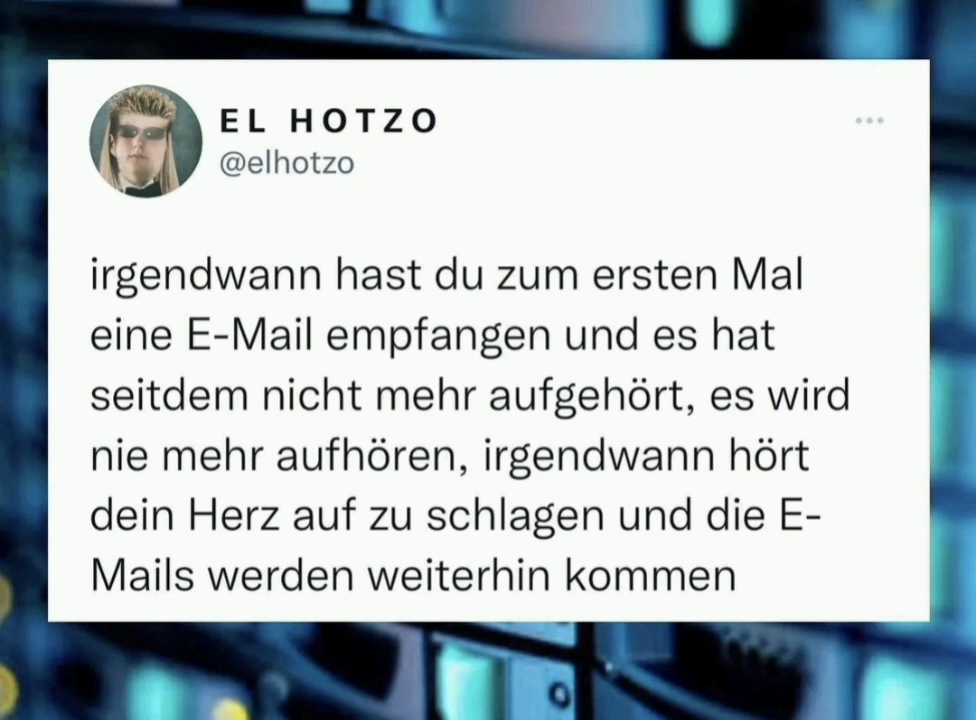 EL HOTZO
@elhotzo
irgendwann hast du zum ersten Mal
eine E-Mail empfangen und es hat
seitdem nicht mehr aufgehört, es wird
nie mehr aufhören, irgendwann hört
dein Herz auf zu schlagen und die E-
Mails werden weiterhin kommen